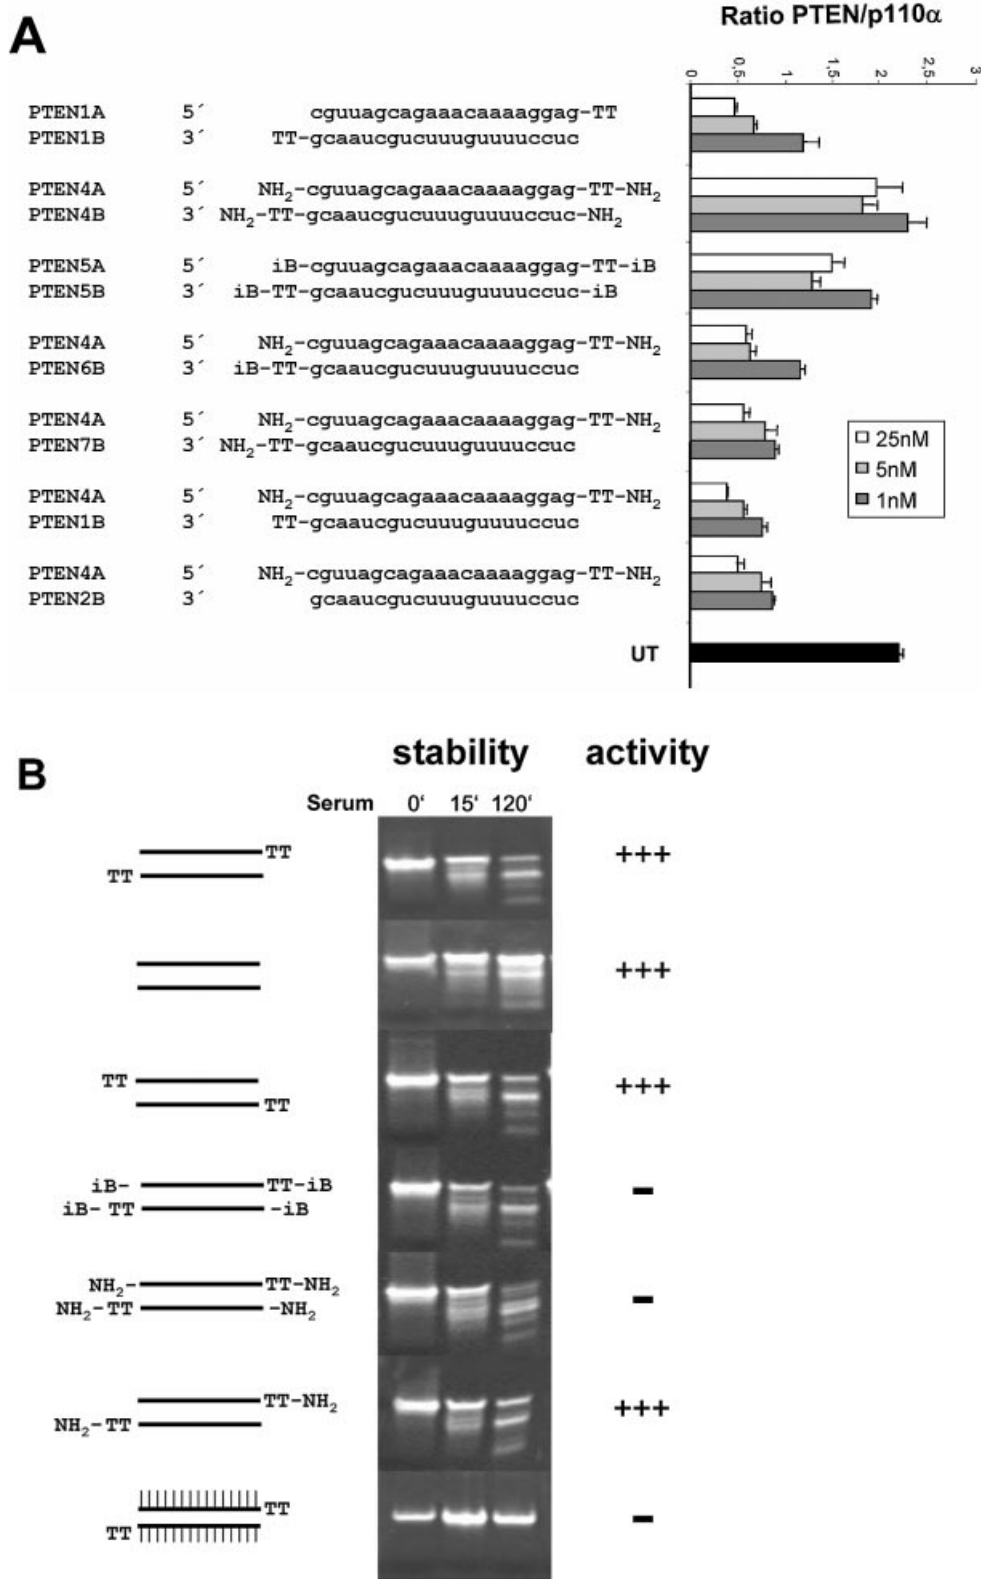 A
Ratio PTEN/p110α
0 0,5 1 1,5 2 2,5 3
PTEN1A 5´ cguuagcagaaacaaaaggag-TT
PTEN1B 3´ TT-gcaaucgucuuuguuuuccuc
PTEN4A 5´ NH2-cguuagcagaaacaaaaggag-TT-NH2
PTEN4B 3´ NH2-TT-gcaaucgucuuuguuuuccuc-NH2
PTEN5A 5´ iB-cguuagcagaaacaaaaggag-TT-iB
PTEN5B 3´ iB-TT-gcaaucgucuuuguuuuccuc-iB
PTEN4A 5´ NH2-cguuagcagaaacaaaaggag-TT-NH2
PTEN6B 3´ iB-TT-gcaaucgucuuuguuuuccuc
PTEN4A 5´ NH2-cguuagcagaaacaaaaggag-TT-NH2
PTEN7B 3´ NH2-TT-gcaaucgucuuuguuuuccuc
PTEN4A 5´ NH2-cguuagcagaaacaaaaggag-TT-NH2
PTEN1B 3´ TT-gcaaucgucuuuguuuuccuc
PTEN4A 5´ NH2-cguuagcagaaacaaaaggag-TT-NH2
PTEN2B 3´ gcaaucgucuuuguuuuccuc
25nM
5nM
1nM
UT
B
stability activity
Serum 0‘ 15‘ 120‘
TT
TT
+++
+++
TT
TT
+++
iB- TT-iB
iB- TT -iB
-
NH2- TT-NH2
NH2-TT -NH2
-
TT-NH2
NH2-TT
+++
TT
TT
-